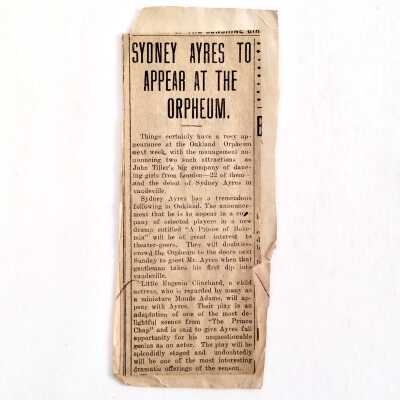 THE SUNSHINE GIR
SYDNEY AYRES TO
APPEAR AT THE
ORPHEUM.
Things certainly have a rosy ap-
pearance at the Oakland Orpheum
next week, with the management an-
nouncing two such attractions as
John Tiller's big company of danc-
ing girls from London—22 of them—
and the debut of Sydney Ayres in
vaudeville.
Sydney Ayres has a tremendous
following in Oakland. The announce-
ment that he is to appear in a com-
pany of selected players in a new
drama entitled "A Prince of Bohe-
mia" will be of great interest to
theater-goers. They will doubtless
crowd the Orpheum to the doors next
Sunday to greet Mr. Ayres when that
gentleman takes his first dip into
vaudeville.
Little Eugenia Clinchard, a child
actress, who is regarded by many as
a miniature Maude Adams, will ap-
pear with Ayres. Their play is an
adaptation of one of the most de-
lightful scenes from "The Prince
Chap" and is said to give Ayres full
opportunity for his unquestionable
genius as an actor. The play will be
splendidly staged and undoubtedly
will be one of the most interesting
dramatic offerings of the season.